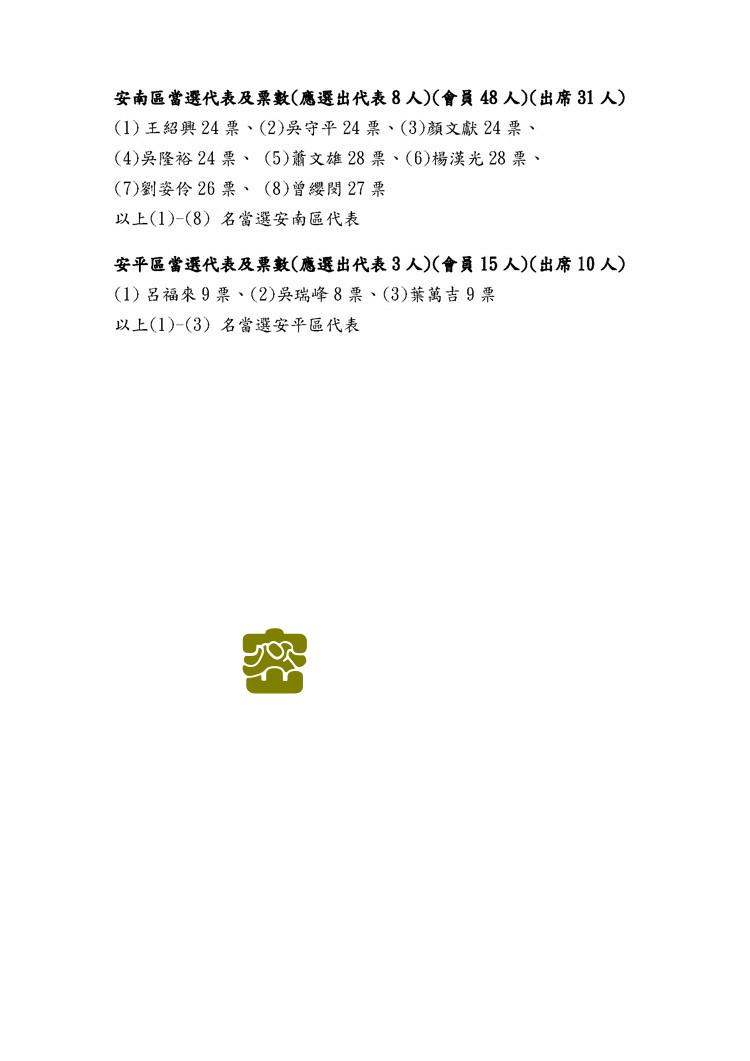 安南區當選代表及票數(應選出代表 8 人)(會員 48 人)(出席 31 人)
(1) 王紹興 24 票、(2)吳守平 24 票、(3)顏文獻 24 票、
(4)吳隆裕 24 票、 (5)蕭文雄 28 票、(6)楊漢光 28 票、
(7)劉姿伶 26 票、 (8)曾纓閔 27 票
以上(1)-(8) 名當選安南區代表
安平區當選代表及票數(應選出代表 3 人)(會員 15 人)(出席 10 人)
(1) 呂福來 9 票、(2)吳瑞峰 8 票、(3)葉萬吉 9 票
以上(1)-(3) 名當選安平區代表